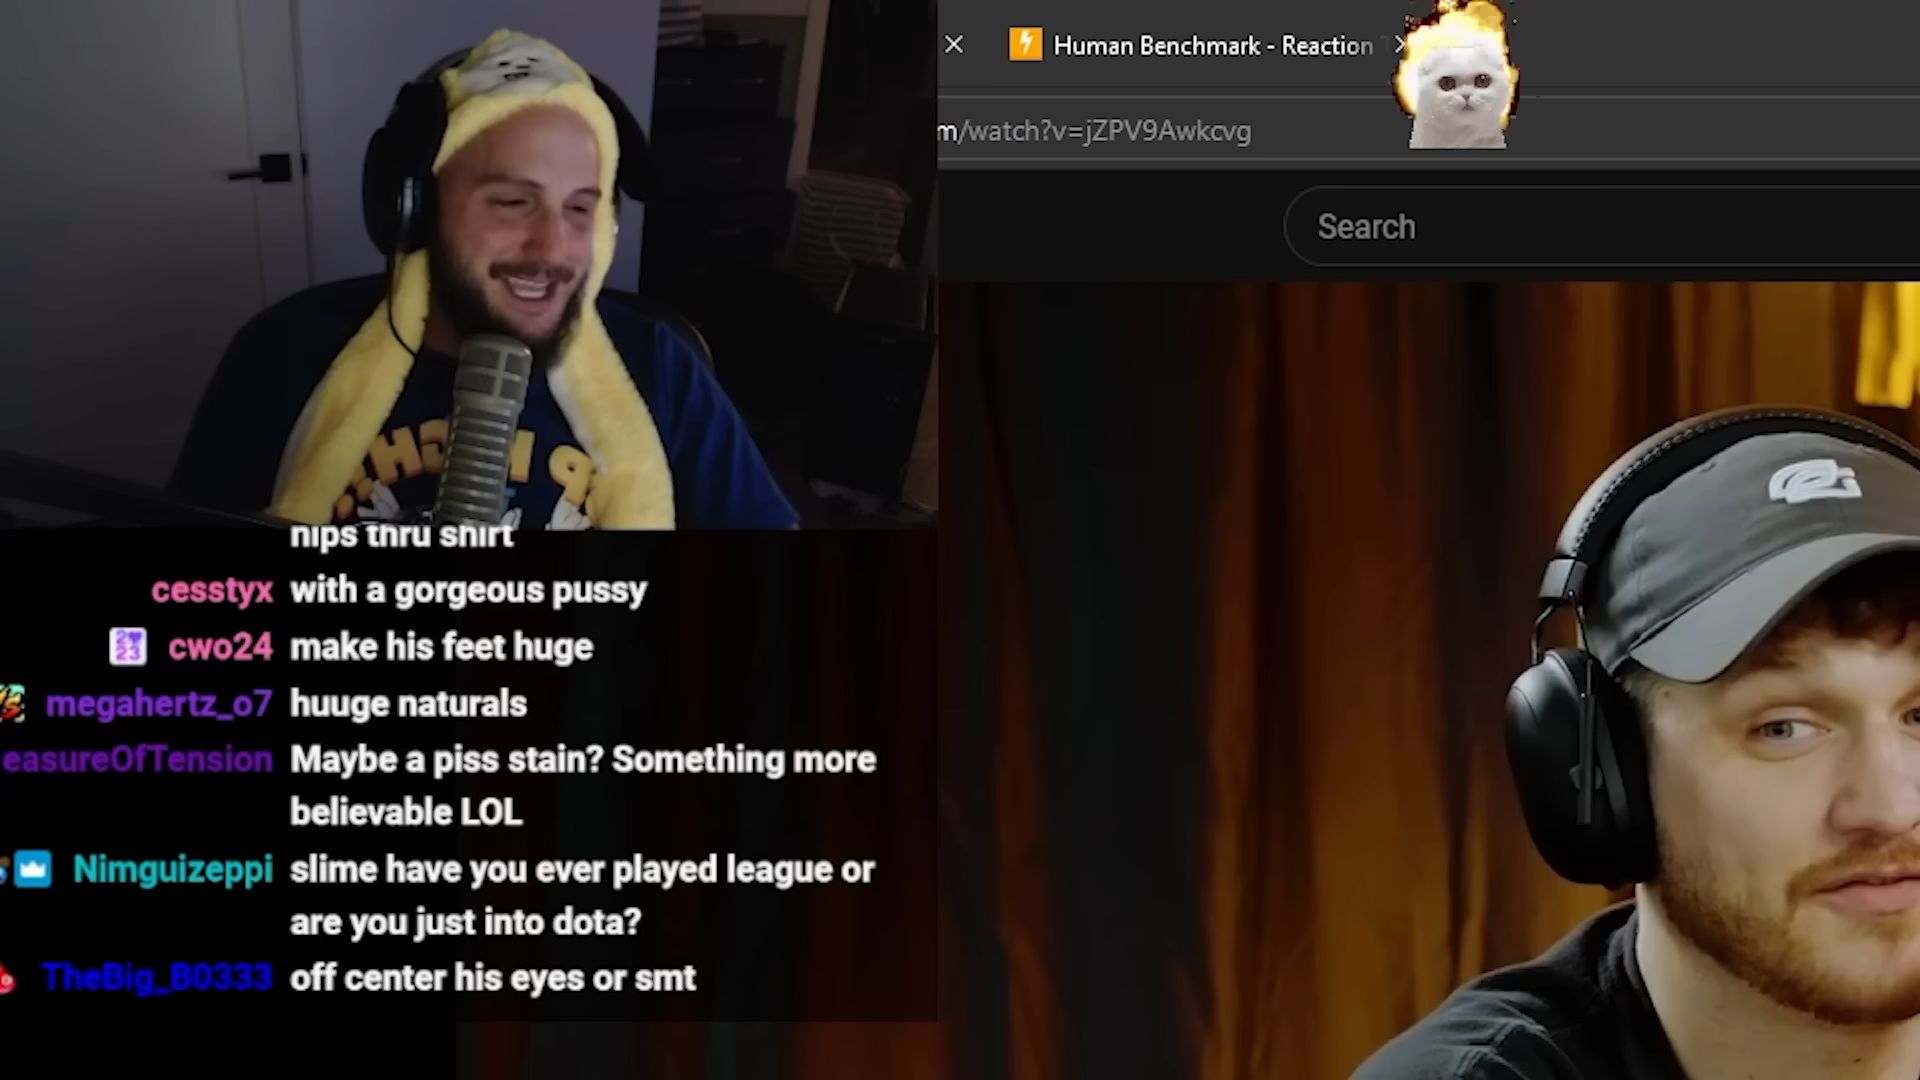 Human Benchmark - Reaction
m/watch?v=jZPV9Awkcvg
Search
nips thru shirt
cesstyx with a gorgeous pussy
cwo24 make his feet huge
megahertz_o7 huuge naturals
easureOfTension Maybe a piss stain? Something more
believable LOL
Nimguizeppi slime have you ever played league or
are you just into dota?
TheBig_B0333 off center his eyes or smt